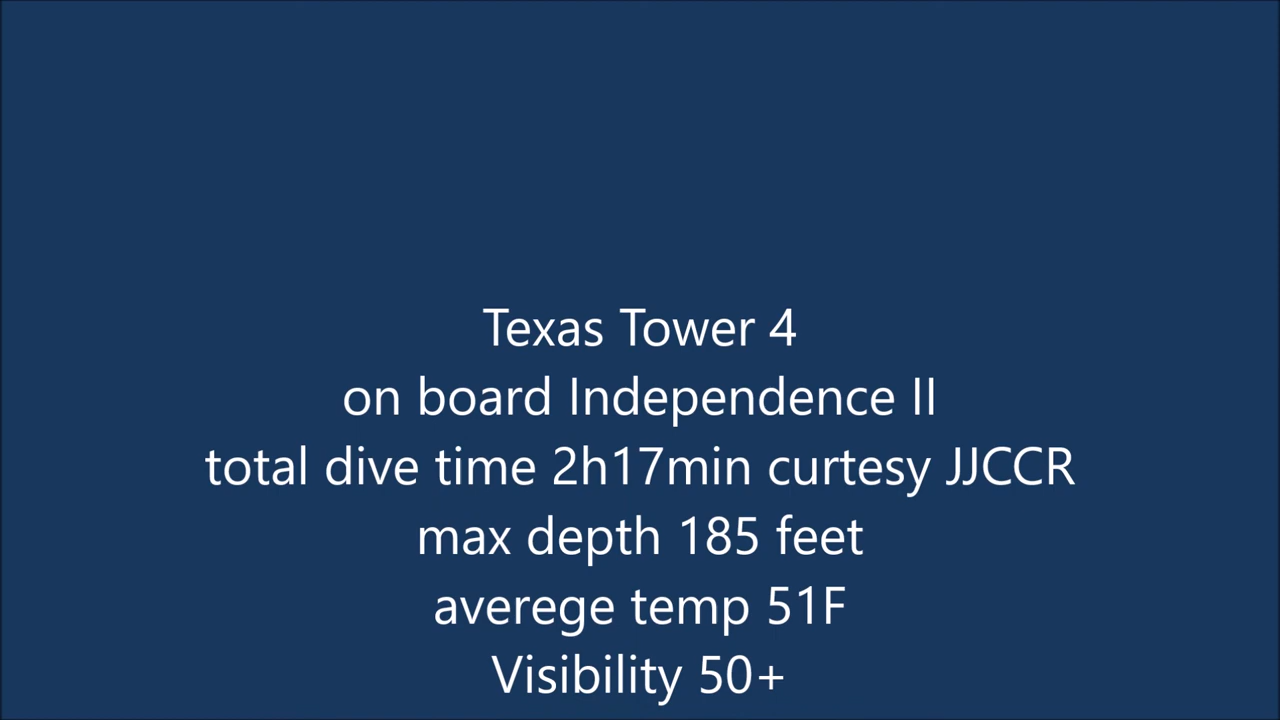 Texas Tower 4
on board Independence II
total dive time 2h17min curtesy JJCCR
max depth 185 feet
averege temp 51F
Visibility 50+